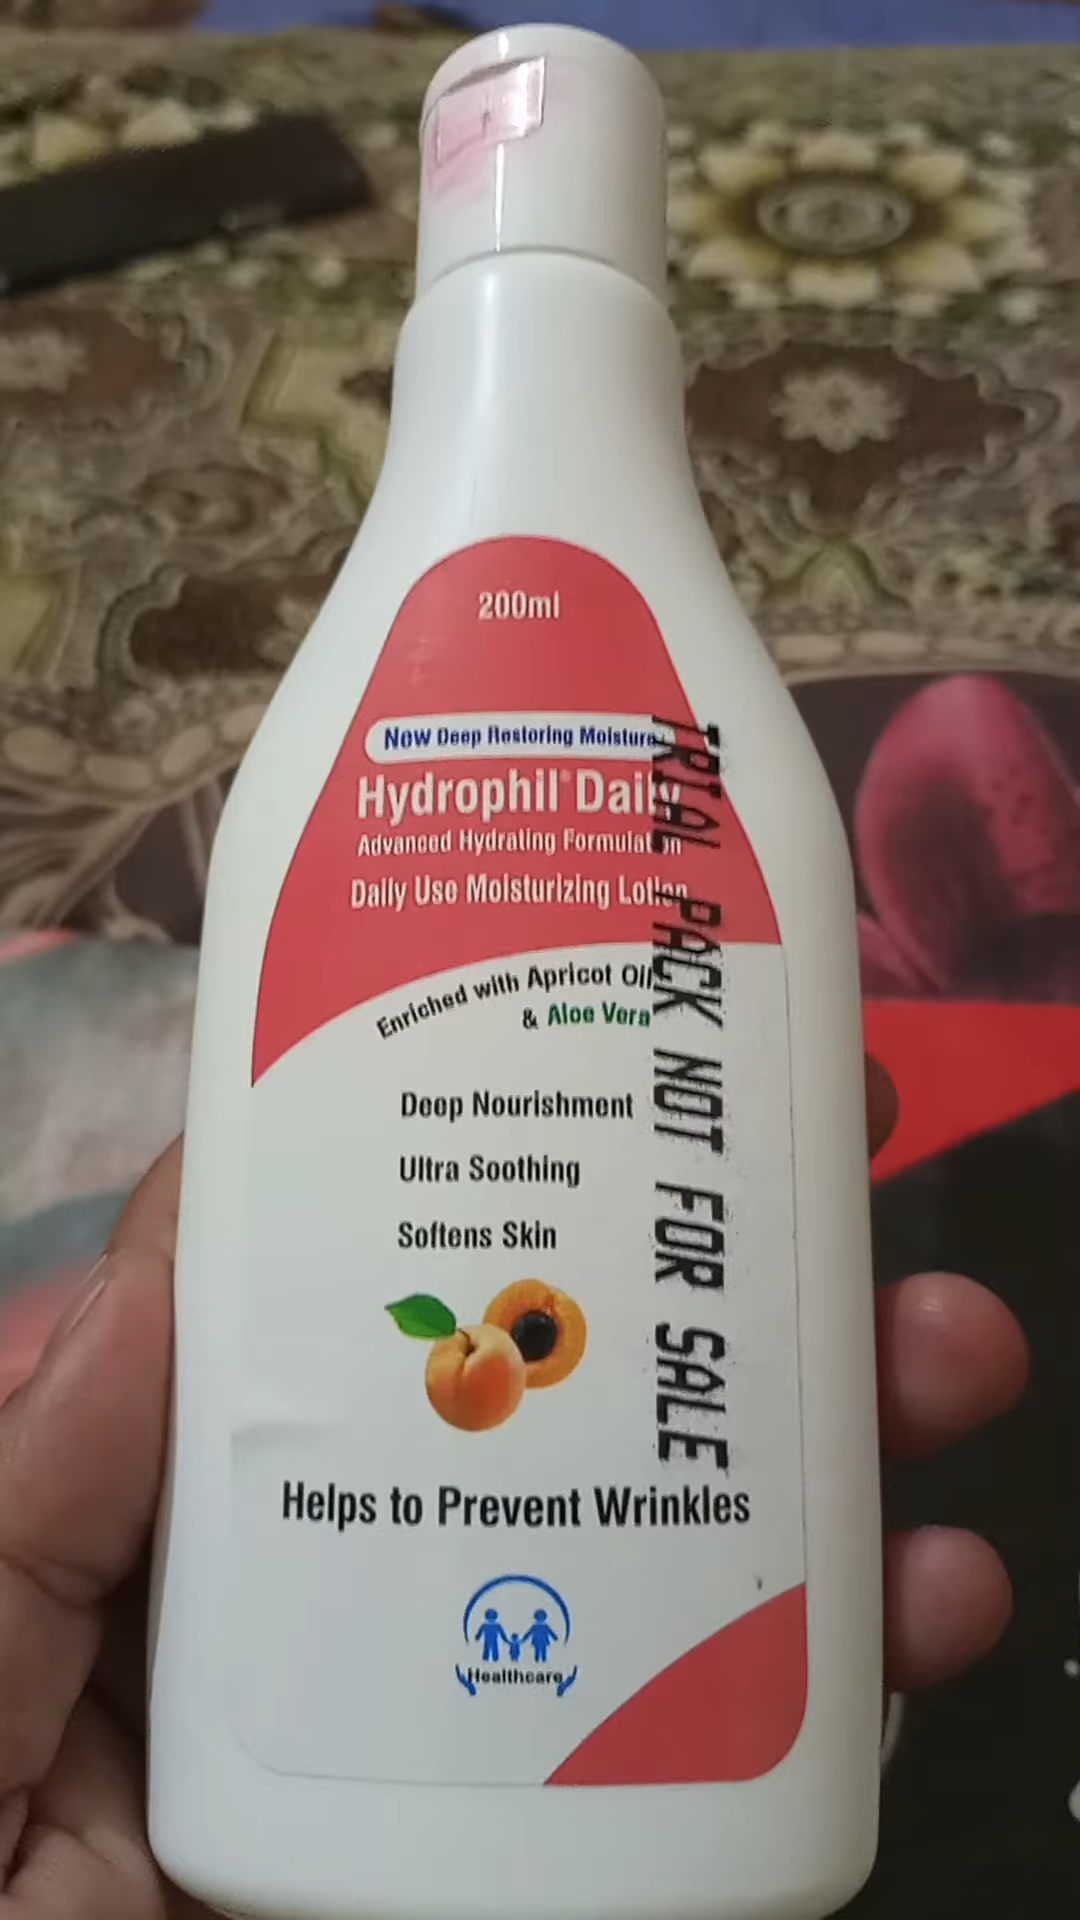 200ml
New Deep Restoring Moisture
Hydrophil® Daily
Advanced Hydrating Formulation
Daily Use Moisturizing Lotion
Enriched with Apricot Oil
& Aloe Vera
Deep Nourishment
Ultra Soothing
Softens Skin
Helps to Prevent Wrinkles
Healthcare
TRIAL PACK NOT FOR SALE